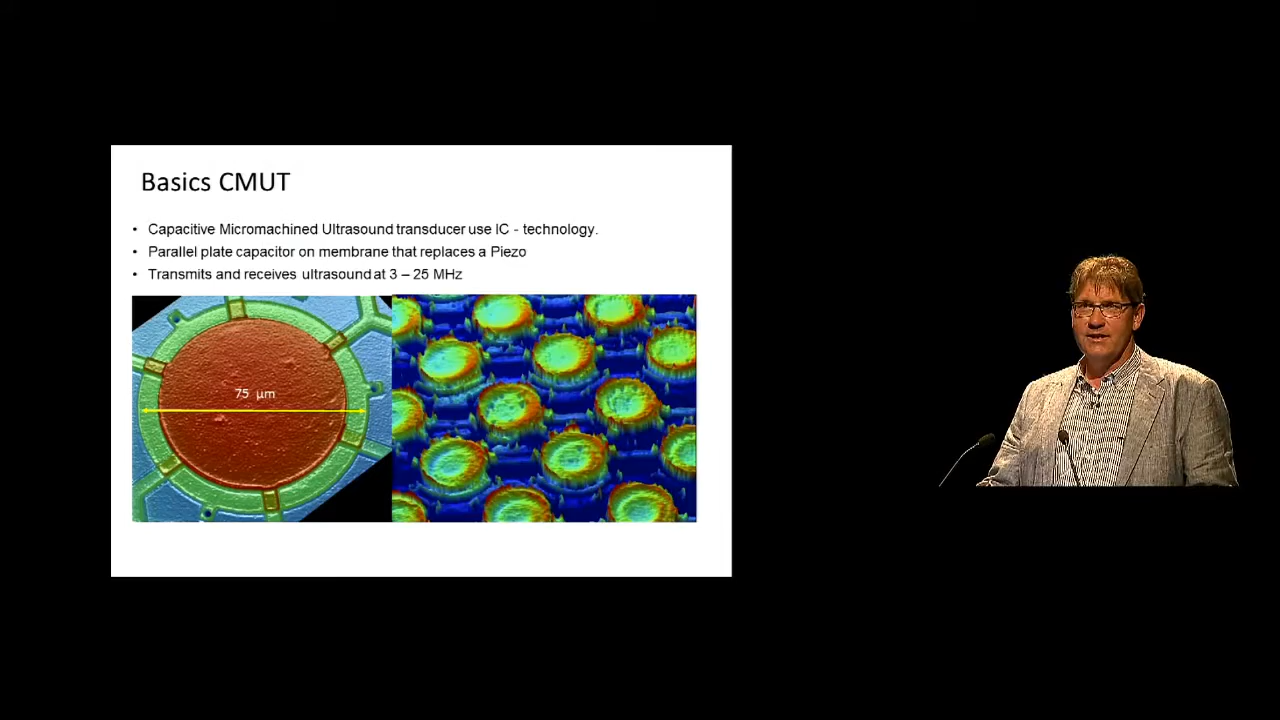 Basics CMUT
• Capacitive Micromachined Ultrasound transducer use IC - technology.
• Parallel plate capacitor on membrane that replaces a Piezo
• Transmits and receives ultrasound at 3 – 25 MHz
75 µm